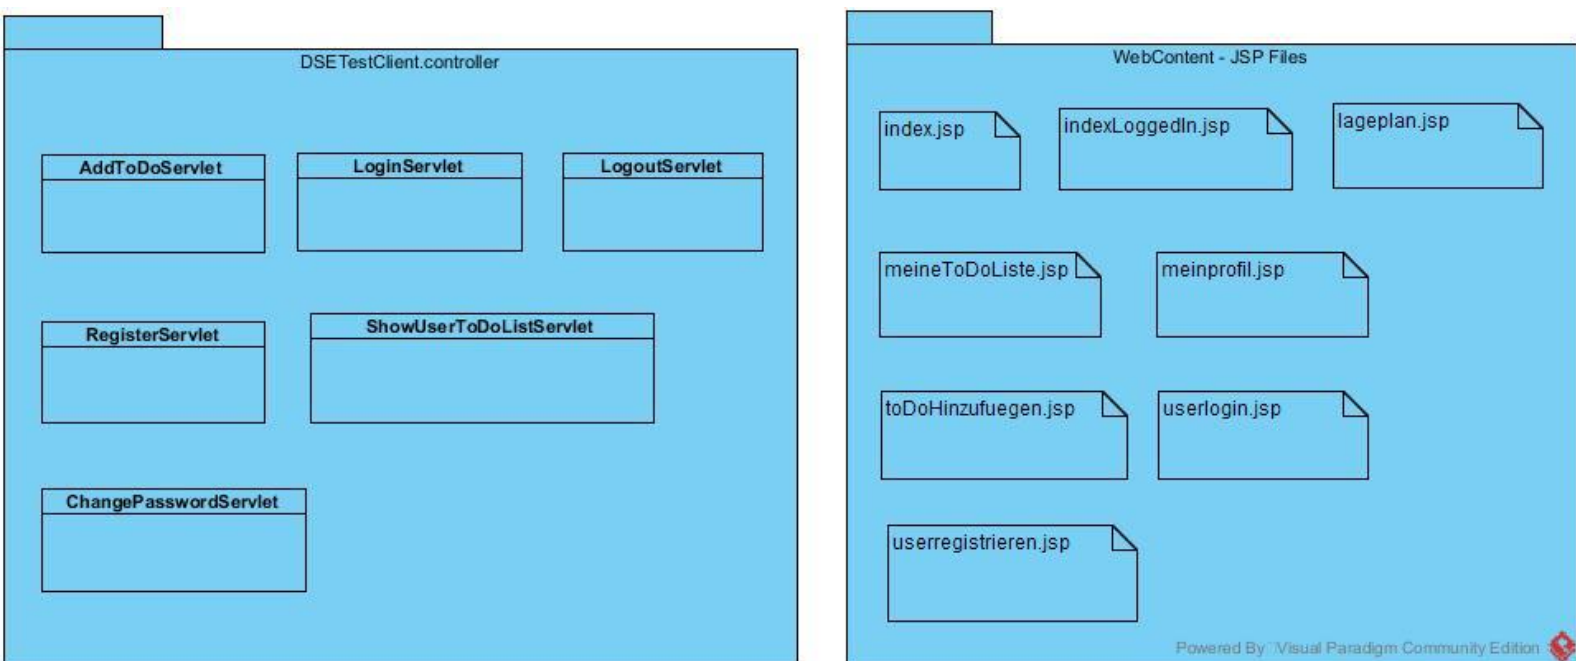 DSETestClient.controller
AddToDoServlet
LoginServlet
LogoutServlet
RegisterServlet
ShowUserToDoListServlet
ChangePasswordServlet
WebContent - JSP Files
index.jsp
indexLoggedIn.jsp
lageplan.jsp
meineToDoListe.jsp
meinprofil.jsp
toDoHinzufuegen.jsp
userlogin.jsp
userregistrieren.jsp
Powered By Visual Paradigm Community Edition